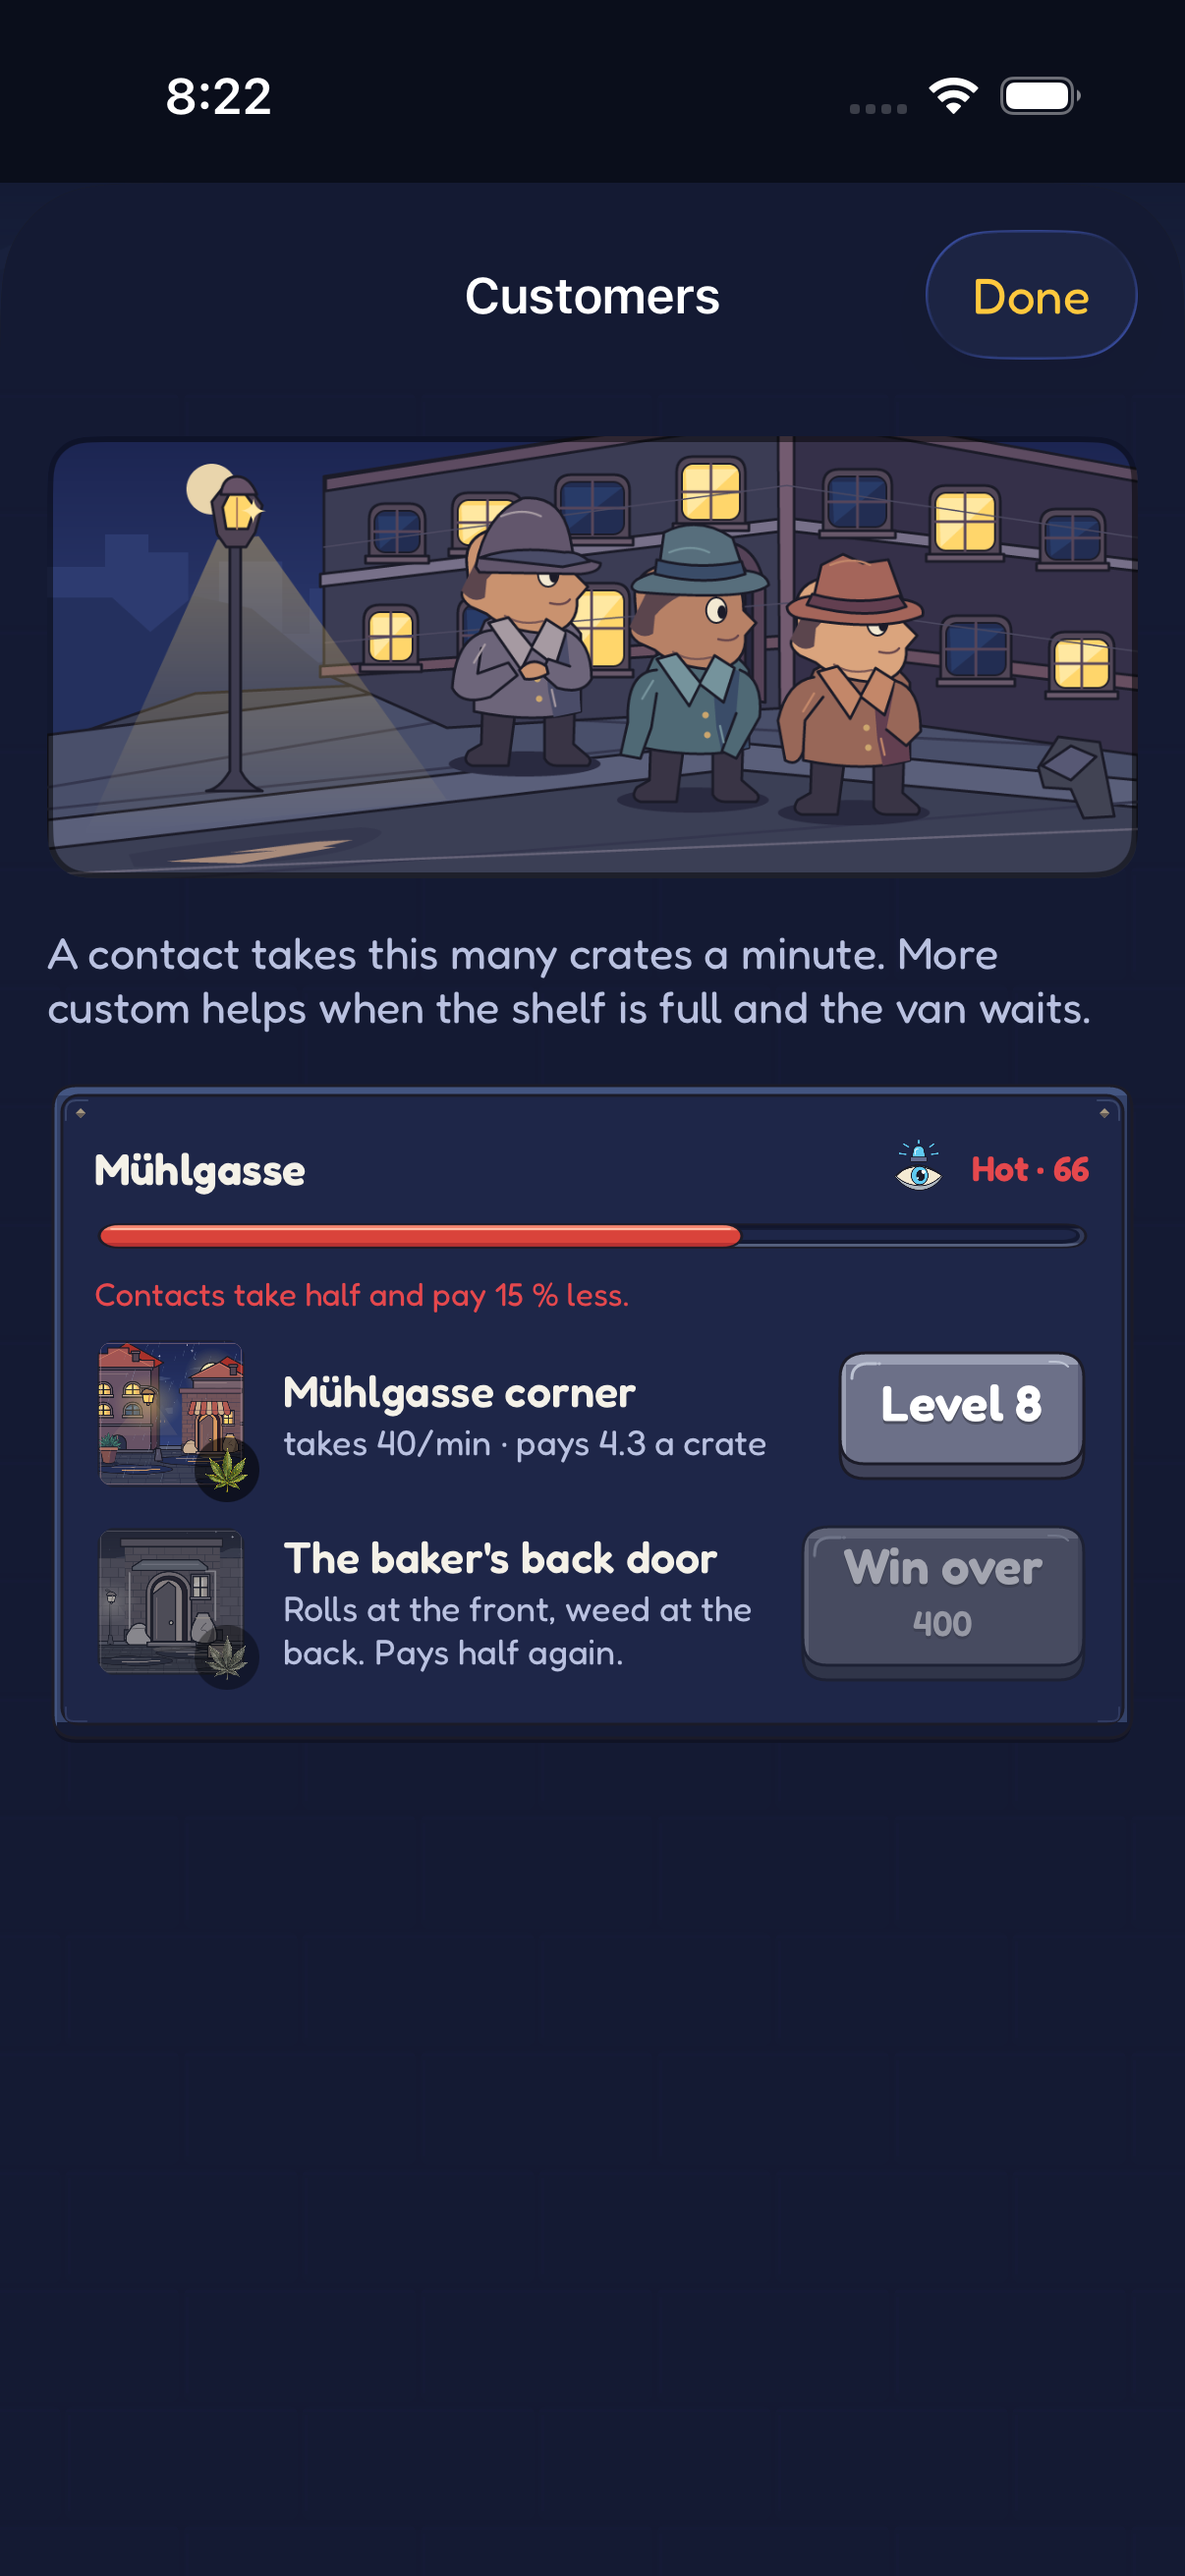 8:22
Customers
Done
A contact takes this many crates a minute. More
custom helps when the shelf is full and the van waits.
Mühlgasse
Hot · 66
Contacts take half and pay 15 % less.
Mühlgasse corner
takes 40/min · pays 4.3 a crate
Level 8
The baker's back door
Rolls at the front, weed at the
back. Pays half again.
Win over
400